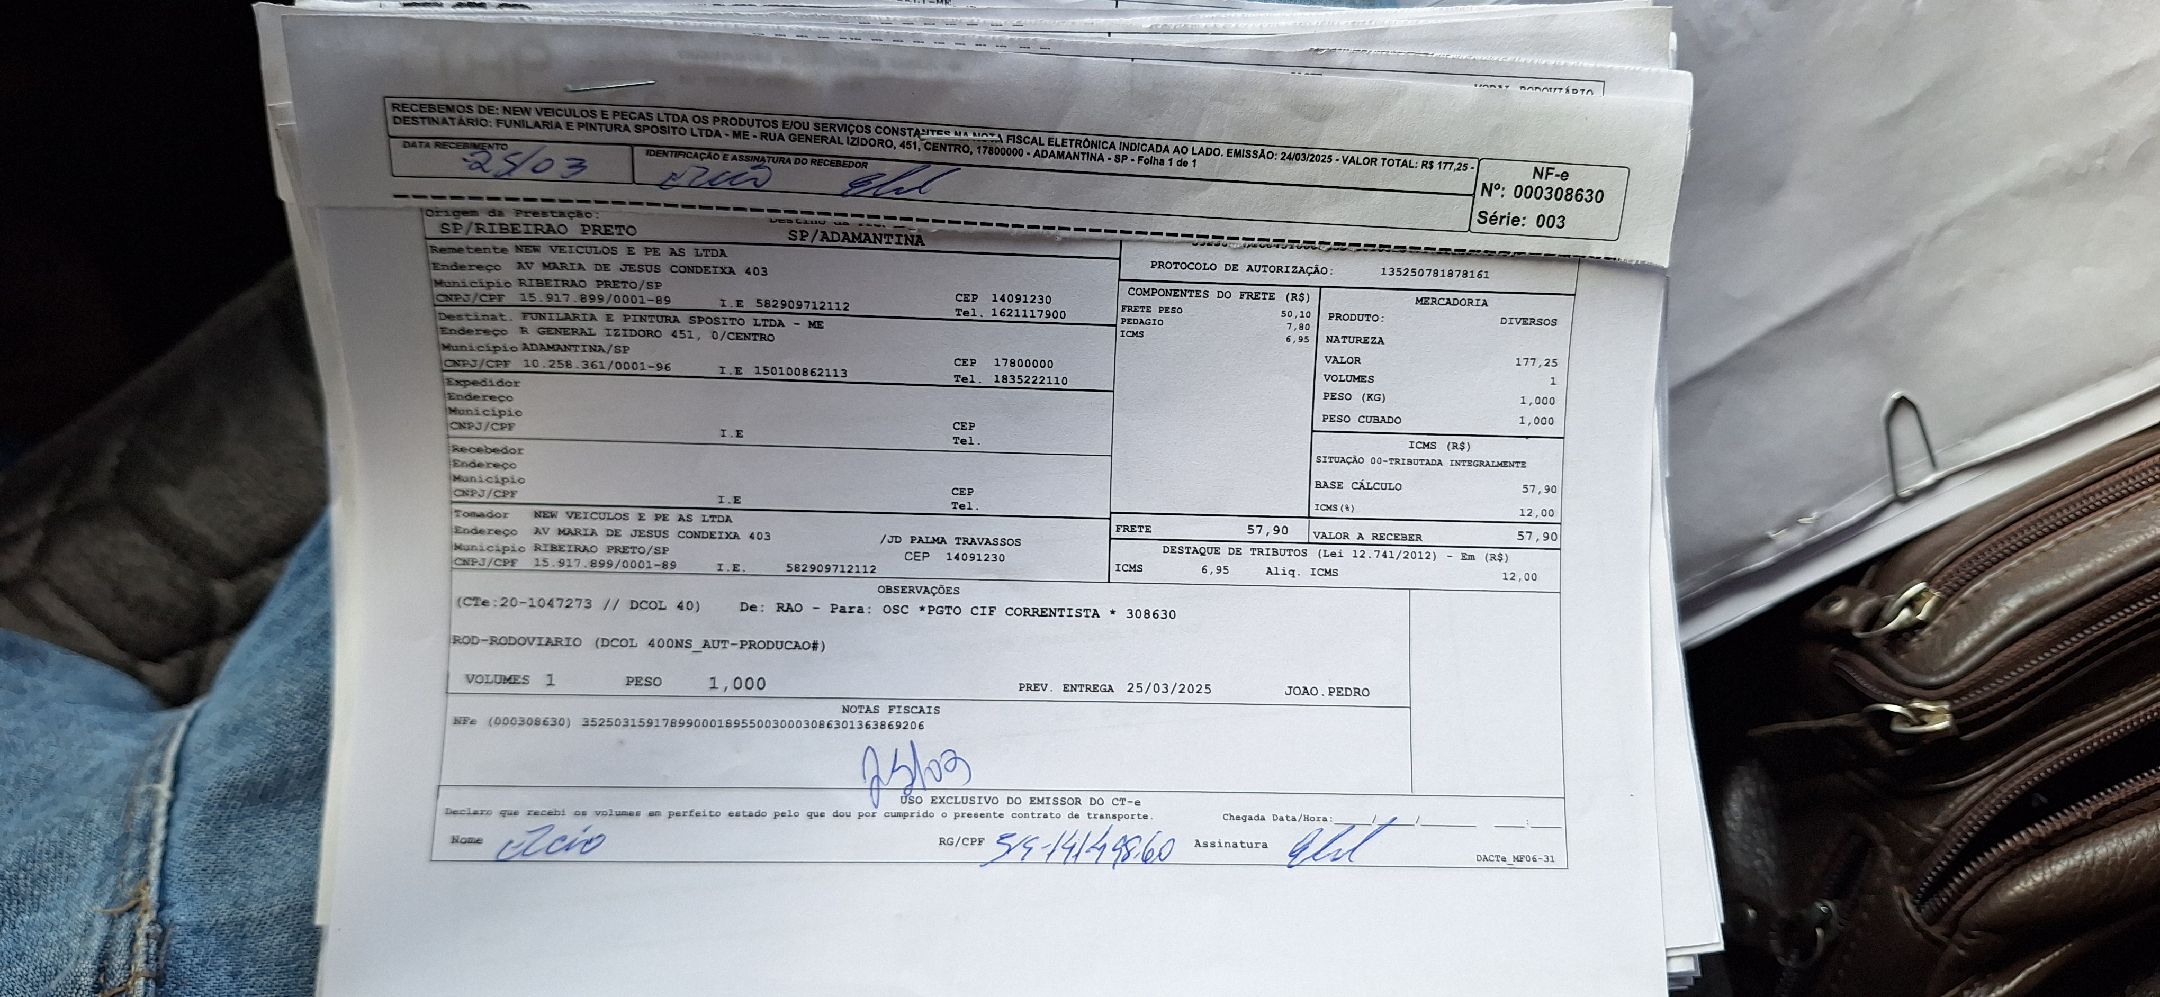 RECEBEMOS DE: NEW VEICULOS E PECAS LTDA OS PRODUTOS E/OU SERVIÇOS CONSTANTES NA NOTA FISCAL ELETRÔNICA INDICADA AO LADO. EMISSÃO: 24/03/2025 - VALOR TOTAL: R$ 177,25 -
DESTINATÁRIO: FUNILARIA E PINTURA SPOSITO LTDA - ME - RUA GENERAL IZIDORO, 451, CENTRO, 17800000 - ADAMANTINA - SP - Folha 1 de 1
DATA RECEBIMENTO
25/03
IDENTIFICAÇÃO E ASSINATURA DO RECEBEDOR
NF-e
Nº: 000308630
Série: 003
Origem da Prestação:
SP/RIBEIRAO PRETO
SP/ADAMANTINA
Remetente NEW VEICULOS E PE AS LTDA
Endereço AV MARIA DE JESUS CONDEIXA 403
Município RIBEIRAO PRETO/SP
CNPJ/CPF 15.917.899/0001-89 I.E 582909712112 CEP 14091230
Tel. 1621117900
Destinat. FUNILARIA E PINTURA SPOSITO LTDA - ME
Endereço R GENERAL IZIDORO 451, 0/CENTRO
Município ADAMANTINA/SP
CNPJ/CPF 10.258.361/0001-96 I.E 150100862113 CEP 17800000
Tel. 1835222110
Expedidor
Endereço
Município
CNPJ/CPF I.E CEP
Tel.
Recebedor
Endereço
Município
CNPJ/CPF I.E CEP
Tel.
Tomador NEW VEICULOS E PE AS LTDA
Endereço AV MARIA DE JESUS CONDEIXA 403 /JD PALMA TRAVASSOS
Município RIBEIRAO PRETO/SP CEP 14091230
CNPJ/CPF 15.917.899/0001-89 I.E. 582909712112
PROTOCOLO DE AUTORIZAÇÃO: 135250781878161
COMPONENTES DO FRETE (R$)
FRETE PESO 50,10
PEDAGIO 7,80
ICMS 6,95
MERCADORIA
PRODUTO: DIVERSOS
NATUREZA
VALOR 177,25
VOLUMES 1
PESO (KG) 1,000
PESO CUBADO 1,000
ICMS (R$)
SITUAÇÃO 00-TRIBUTADA INTEGRALMENTE
BASE CÁLCULO 57,90
ICMS(%) 12,00
FRETE 57,90 VALOR A RECEBER 57,90
DESTAQUE DE TRIBUTOS (Lei 12.741/2012) - Em (R$)
ICMS 6,95 Aliq. ICMS 12,00
OBSERVAÇÕES
(CTe:20-1047273 // DCOL 40) De: RAO - Para: OSC *PGTO CIF CORRENTISTA * 308630
ROD-RODOVIARIO (DCOL 400NS_AUT-PRODUCAO#)
VOLUMES 1 PESO 1,000 PREV. ENTREGA 25/03/2025 JOAO.PEDRO
NOTAS FISCAIS
NFe (000308630) 35250315917899000189550030003086301363869206
25/03
USO EXCLUSIVO DO EMISSOR DO CT-e
Declaro que recebi os volumes em perfeito estado pelo que dou por cumprido o presente contrato de transporte. Chegada Data/Hora:____/____/____ __:__
Nome RG/CPF Assinatura
DACTe_MF06-31